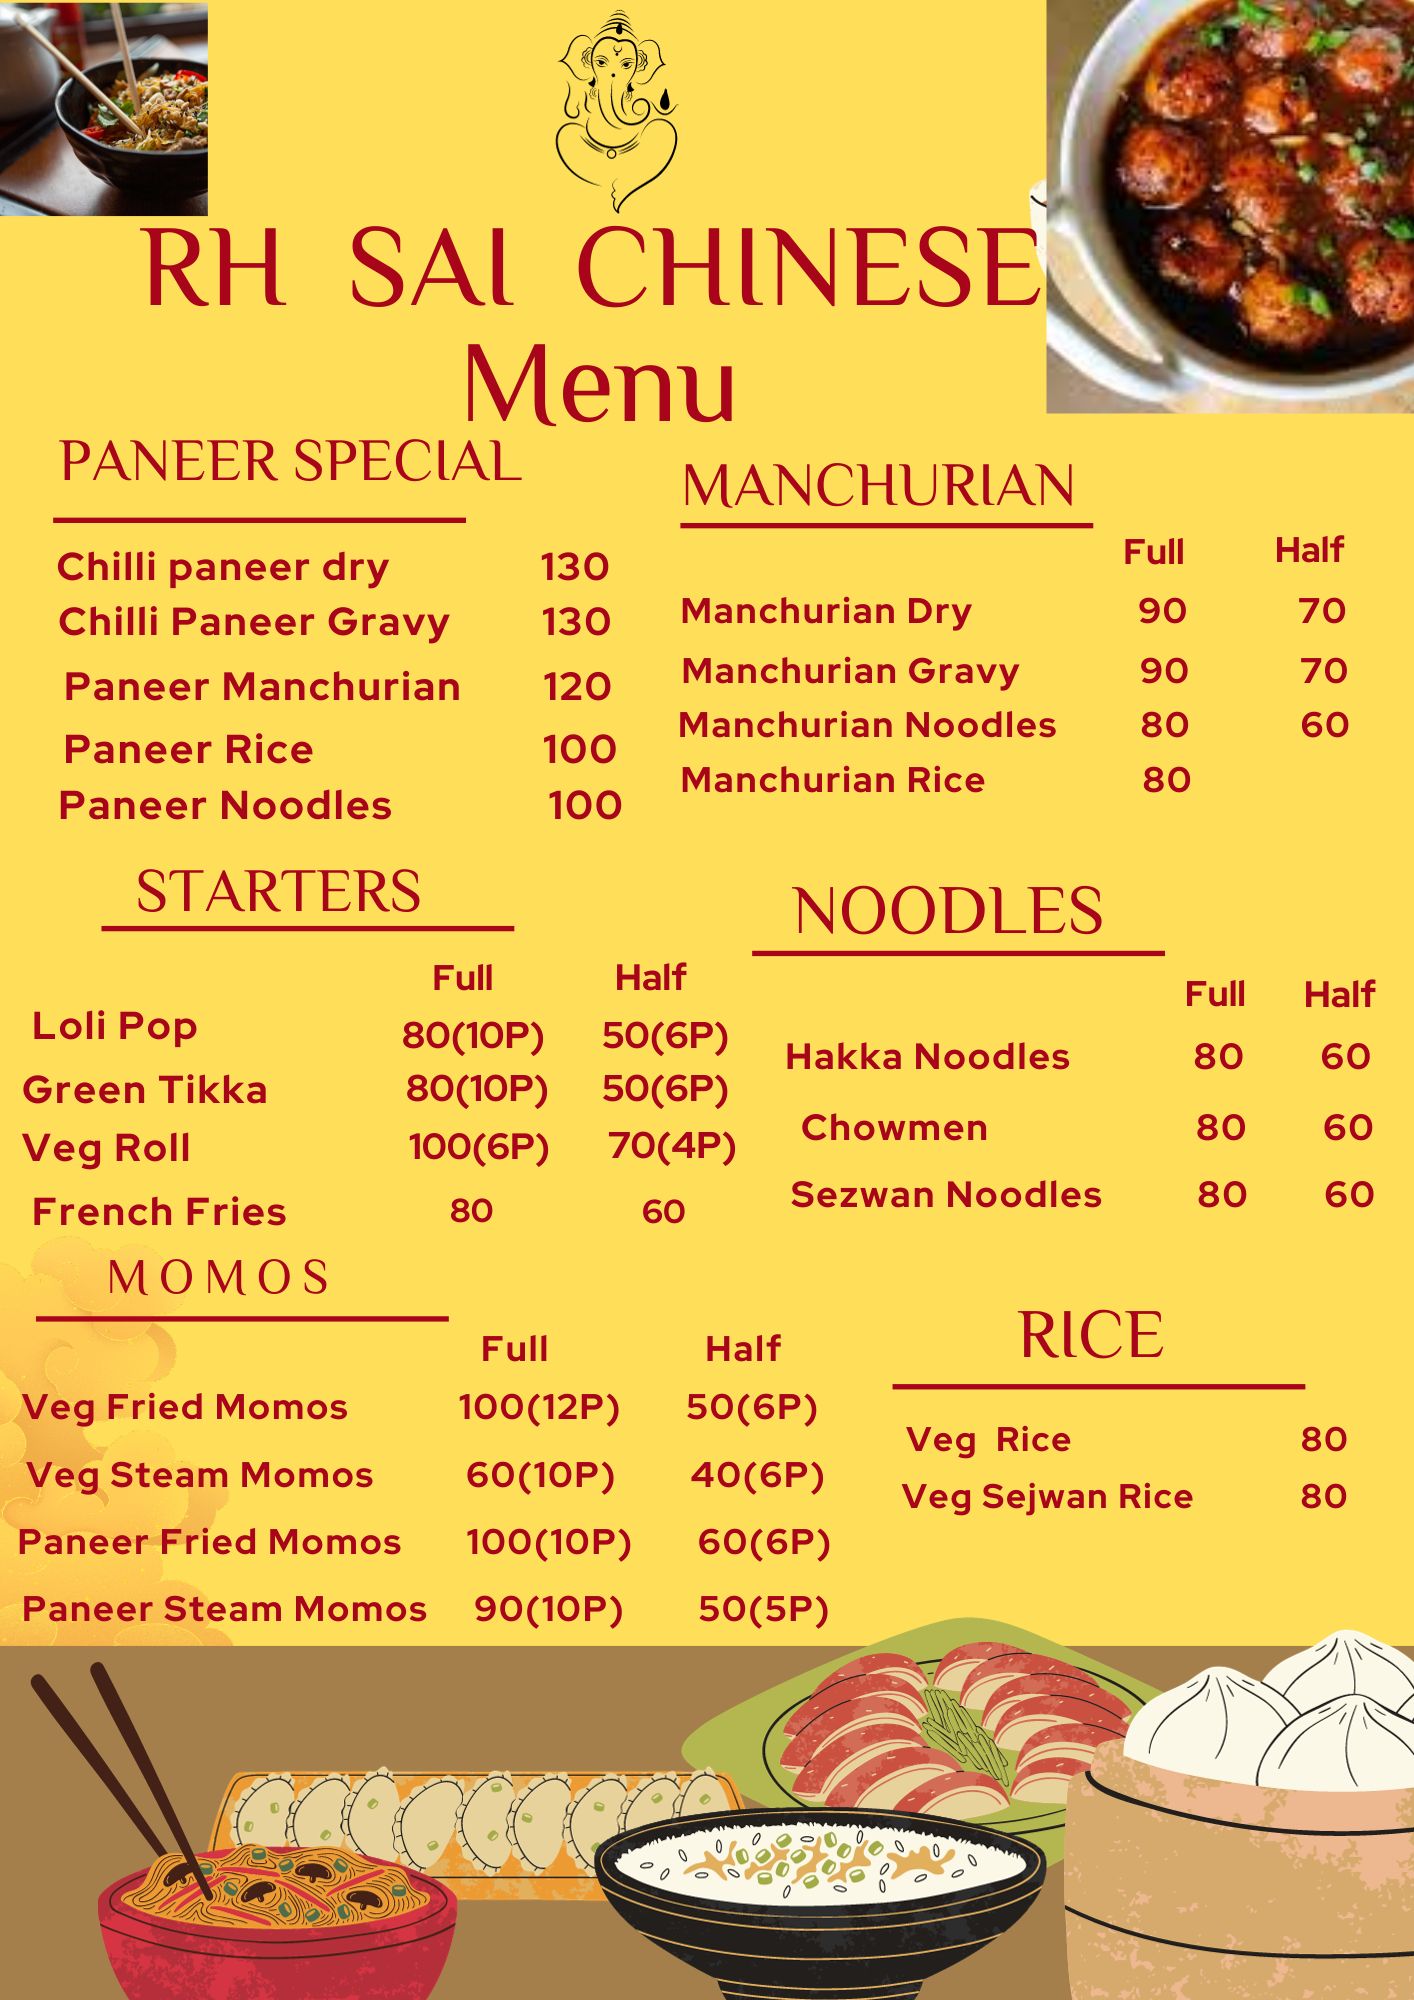 RH SAI CHINESE
Menu
PANEER SPECIAL
Chilli paneer dry 130
Chilli Paneer Gravy 130
Paneer Manchurian 120
Paneer Rice 100
Paneer Noodles 100
MANCHURIAN
Full Half
Manchurian Dry 90 70
Manchurian Gravy 90 70
Manchurian Noodles 80 60
Manchurian Rice 80
STARTERS
Full Half
Loli Pop 80(10P) 50(6P)
Green Tikka 80(10P) 50(6P)
Veg Roll 100(6P) 70(4P)
French Fries 80 60
NOODLES
Full Half
Hakka Noodles 80 60
Chowmen 80 60
Sezwan Noodles 80 60
MOMOS
Full Half
Veg Fried Momos 100(12P) 50(6P)
Veg Steam Momos 60(10P) 40(6P)
Paneer Fried Momos 100(10P) 60(6P)
Paneer Steam Momos 90(10P) 50(5P)
RICE
Veg Rice 80
Veg Sejwan Rice 80